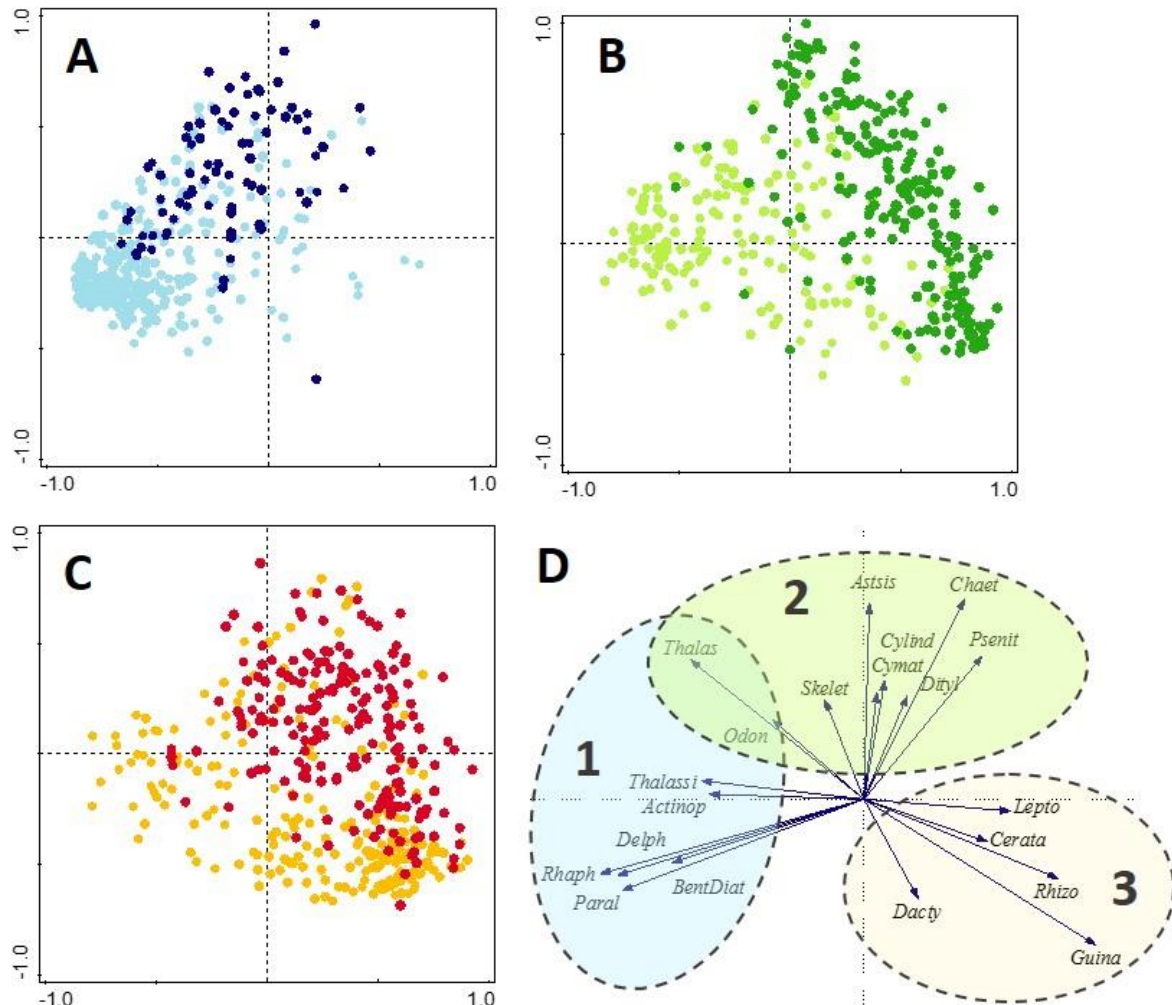 A
1.0
-1.0
-1.0
1.0
B
1.0
-1.0
-1.0
1.0
C
1.0
-1.0
-1.0
1.0
D
2
Astsis
Chaet
Thalas
Cylind
Psenit
Cymat
Skelet
Dityl
Odon
1
Thalassi
Actinop
Lepto
Delph
Cerata
Rhaph
BentDiat
Rhizo
3
Paral
Dacty
Guina